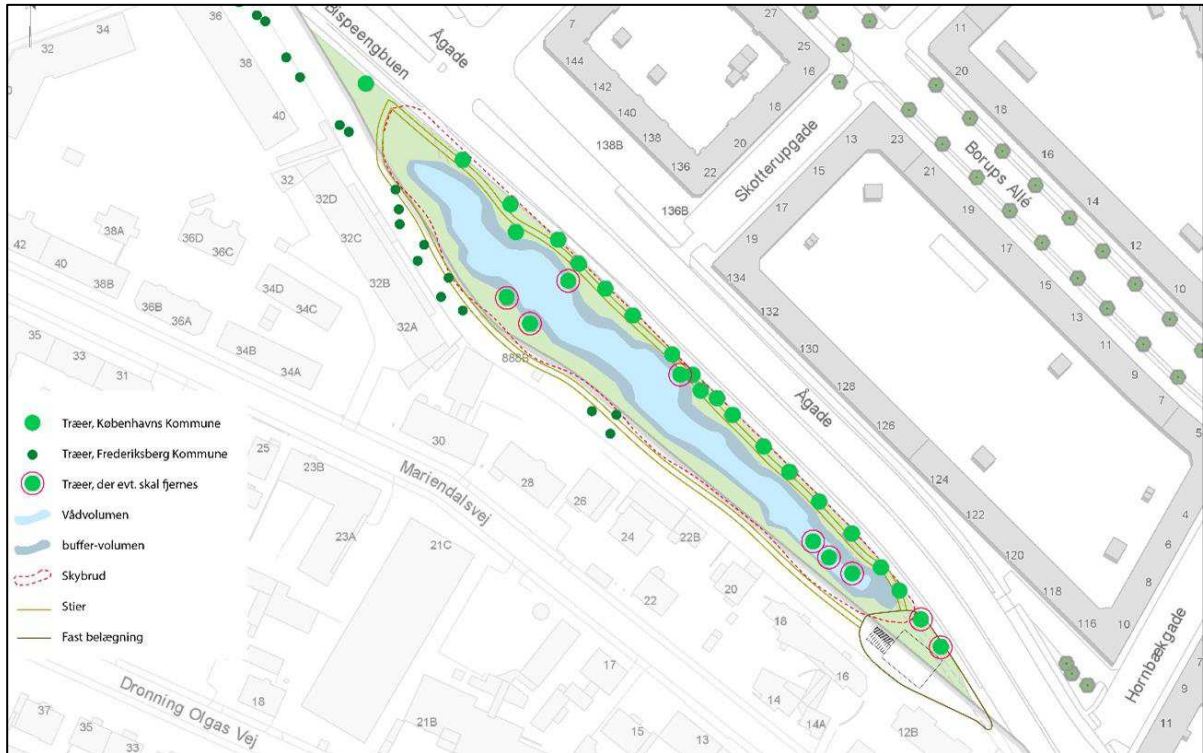 Bispeengbuen
Ågade
Skotterupgade
Borups Allé
Ågade
Hornbækgade
Mariendalsvej
Dronning Olgas Vej
32
34
36
38
40
32
32D
32C
32B
32A
38A
36D
36C
42
40
38B
36B
36A
34D
34C
34B
34A
35
33
31
888B
30
28
26
24
22B
22
20
18
16
14
14A
12B
25
23B
23A
21C
21B
17
15
13
18
37
35
33
7
144
142
140
138
136
22
20
18
16
25
27
138B
136B
13
23
15
17
19
21
134
132
130
128
126
124
122
120
118
116
10
8
6
4
5
7
9
11
13
15
17
19
11
20
18
16
14
12
10
7
9
11
Træer, Københavns Kommune
Træer, Frederiksberg Kommune
Træer, der evt. skal fjernes
Vådvolumen
buffer-volumen
Skybrud
Stier
Fast belægning